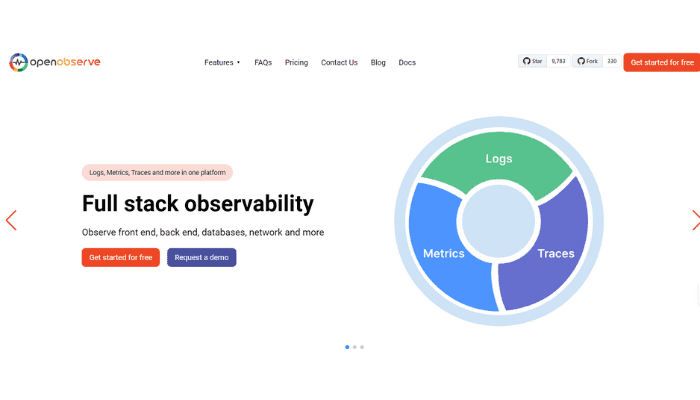 openobserve
Features
FAQs
Pricing
Contact Us
Blog
Docs
Star 9,783
Fork 330
Get started for free
Logs, Metrics, Traces and more in one platform
Full stack observability
Observe front end, back end, databases, network and more
Get started for free
Request a demo
Logs
Metrics
Traces